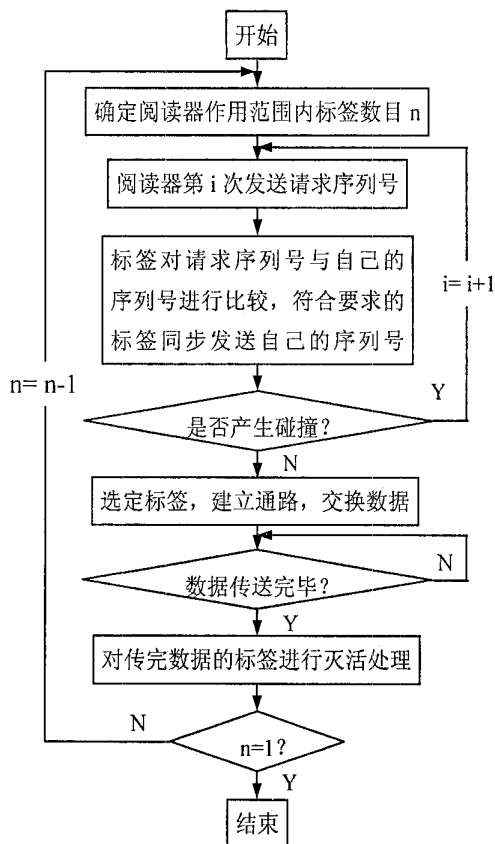 开始
确定阅读器作用范围内标签数目 n
阅读器第 i 次发送请求序列号
标签对请求序列号与自己的
序列号进行比较，符合要求的
标签同步发送自己的序列号
i= i+1
n= n-1
Y
是否产生碰撞？
N
选定标签，建立通路，交换数据
N
数据传送完毕？
Y
对传完数据的标签进行灭活处理
N
n=1？
Y
结束